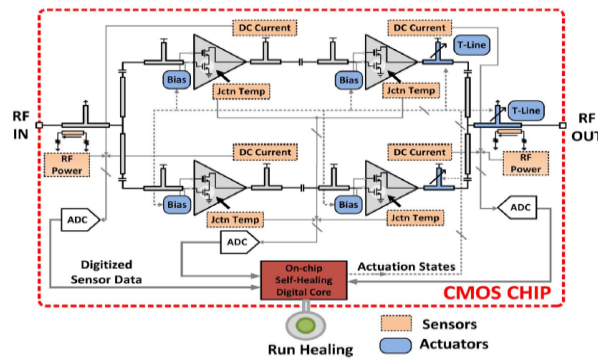 DC Current
DC Current
T-Line
Bias
Bias
Jctn Temp
Jctn Temp
T-Line
RF
IN
RF
OUT
RF
Power
DC Current
DC Current
RF
Power
Bias
Bias
Jctn Temp
Jctn Temp
ADC
ADC
ADC
Digitized
Sensor Data
On-chip
Self-Healing
Digital Core
Actuation States
CMOS CHIP
Sensors
Actuators
Run Healing